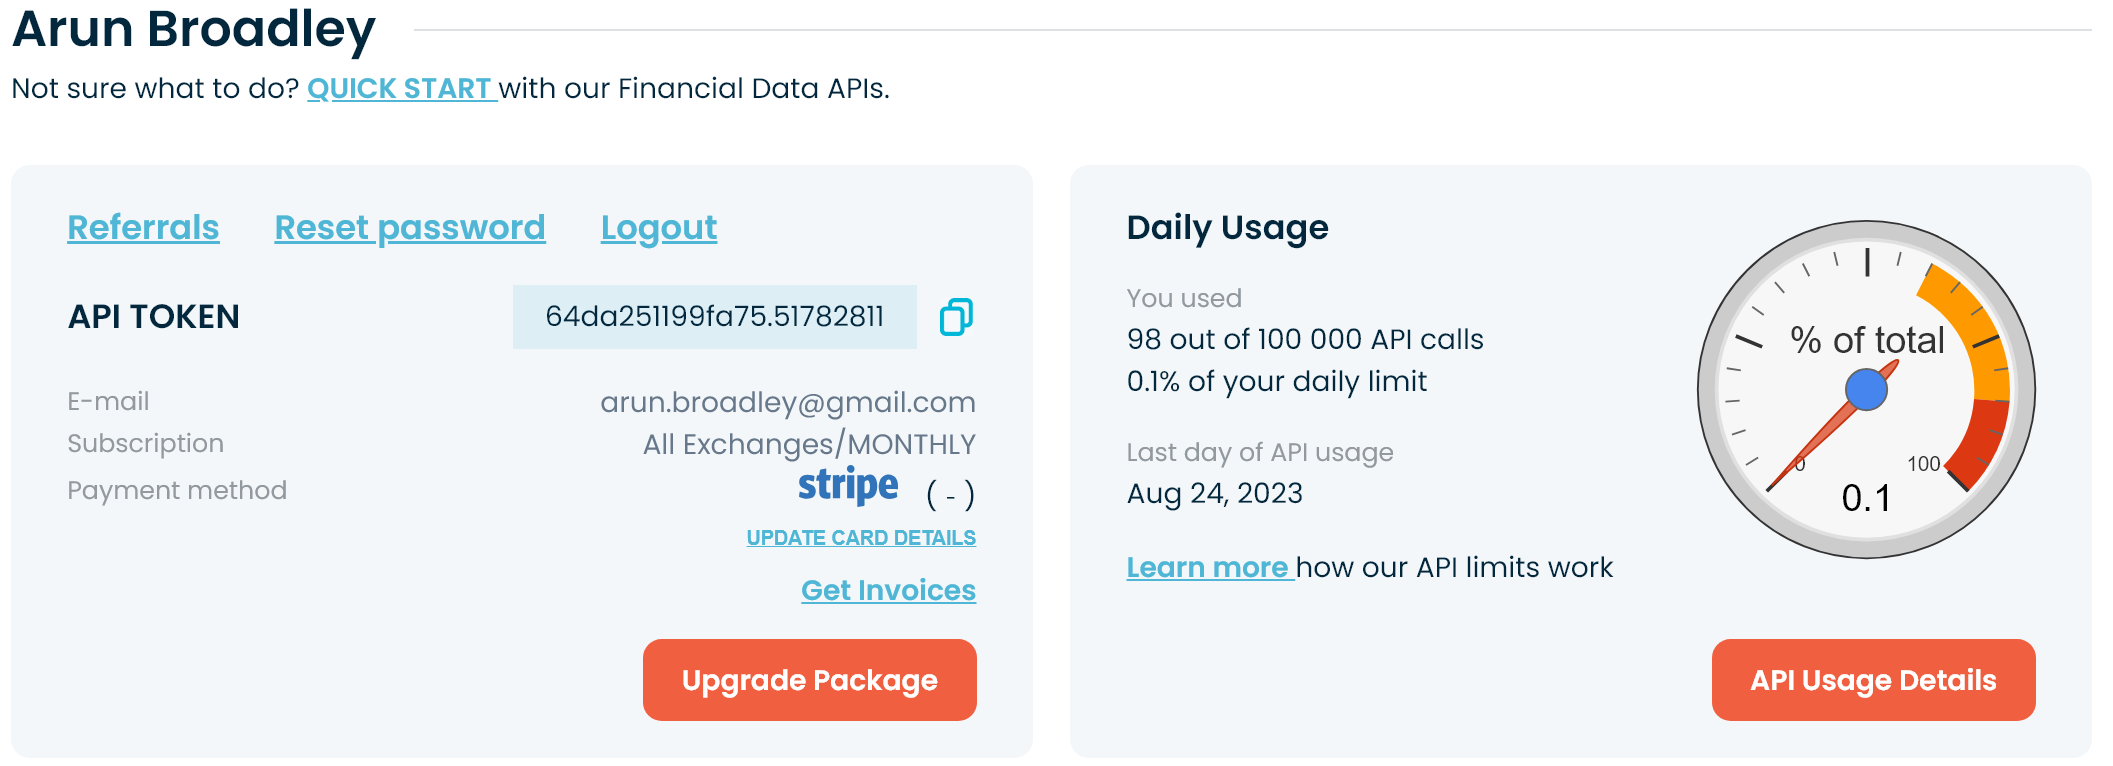 Arun Broadley
Not sure what to do? QUICK START with our Financial Data APIs.
Referrals Reset password Logout
API TOKEN 64da251199fa75.51782811
E-mail arun.broadley@gmail.com
Subscription All Exchanges/MONTHLY
Payment method stripe ( - )
UPDATE CARD DETAILS
Get Invoices
Upgrade Package
Daily Usage
You used
98 out of 100 000 API calls
0.1% of your daily limit
Last day of API usage
Aug 24, 2023
Learn more how our API limits work
% of total
0 100
0.1
API Usage Details